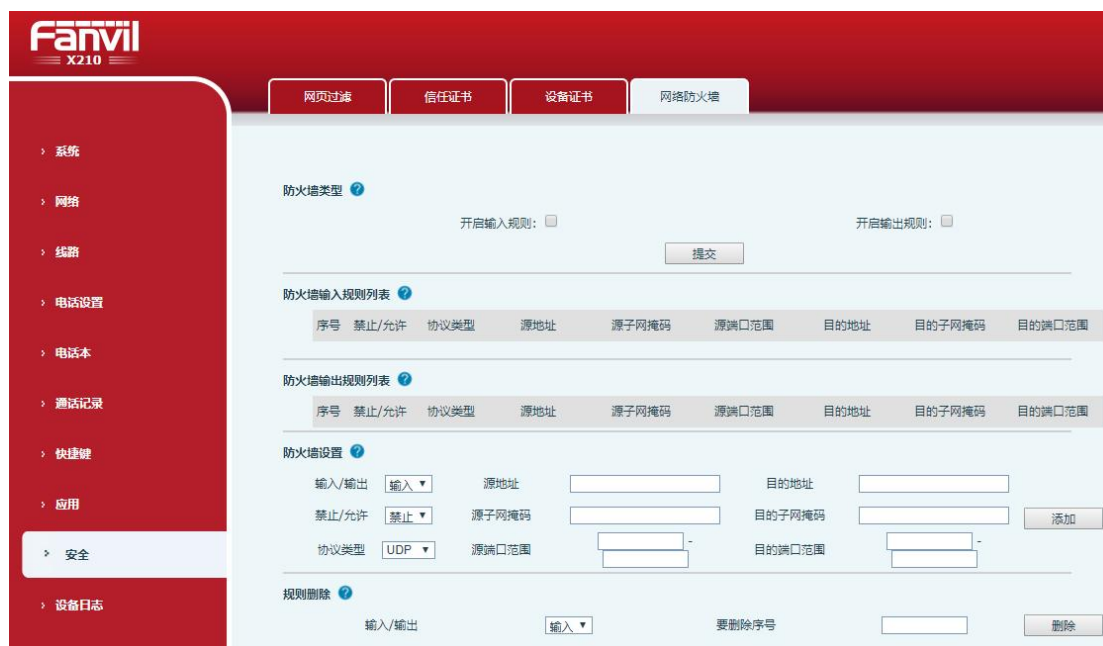 Fanvil
X210
网页过滤 信任证书 设备证书 网络防火墙
系统
网络
线路
电话设置
电话本
通话记录
快捷键
应用
安全
设备日志
防火墙类型 ?
开启输入规则: 开启输出规则:
提交
防火墙输入规则列表 ?
序号 禁止/允许 协议类型 源地址 源子网掩码 源端口范围 目的地址 目的子网掩码 目的端口范围
防火墙输出规则列表 ?
序号 禁止/允许 协议类型 源地址 源子网掩码 源端口范围 目的地址 目的子网掩码 目的端口范围
防火墙设置 ?
输入/输出 输入 源地址 目的地址
禁止/允许 禁止 源子网掩码 目的子网掩码 添加
协议类型 UDP 源端口范围 - 目的端口范围 -
规则删除 ?
输入/输出 输入 要删除序号 删除